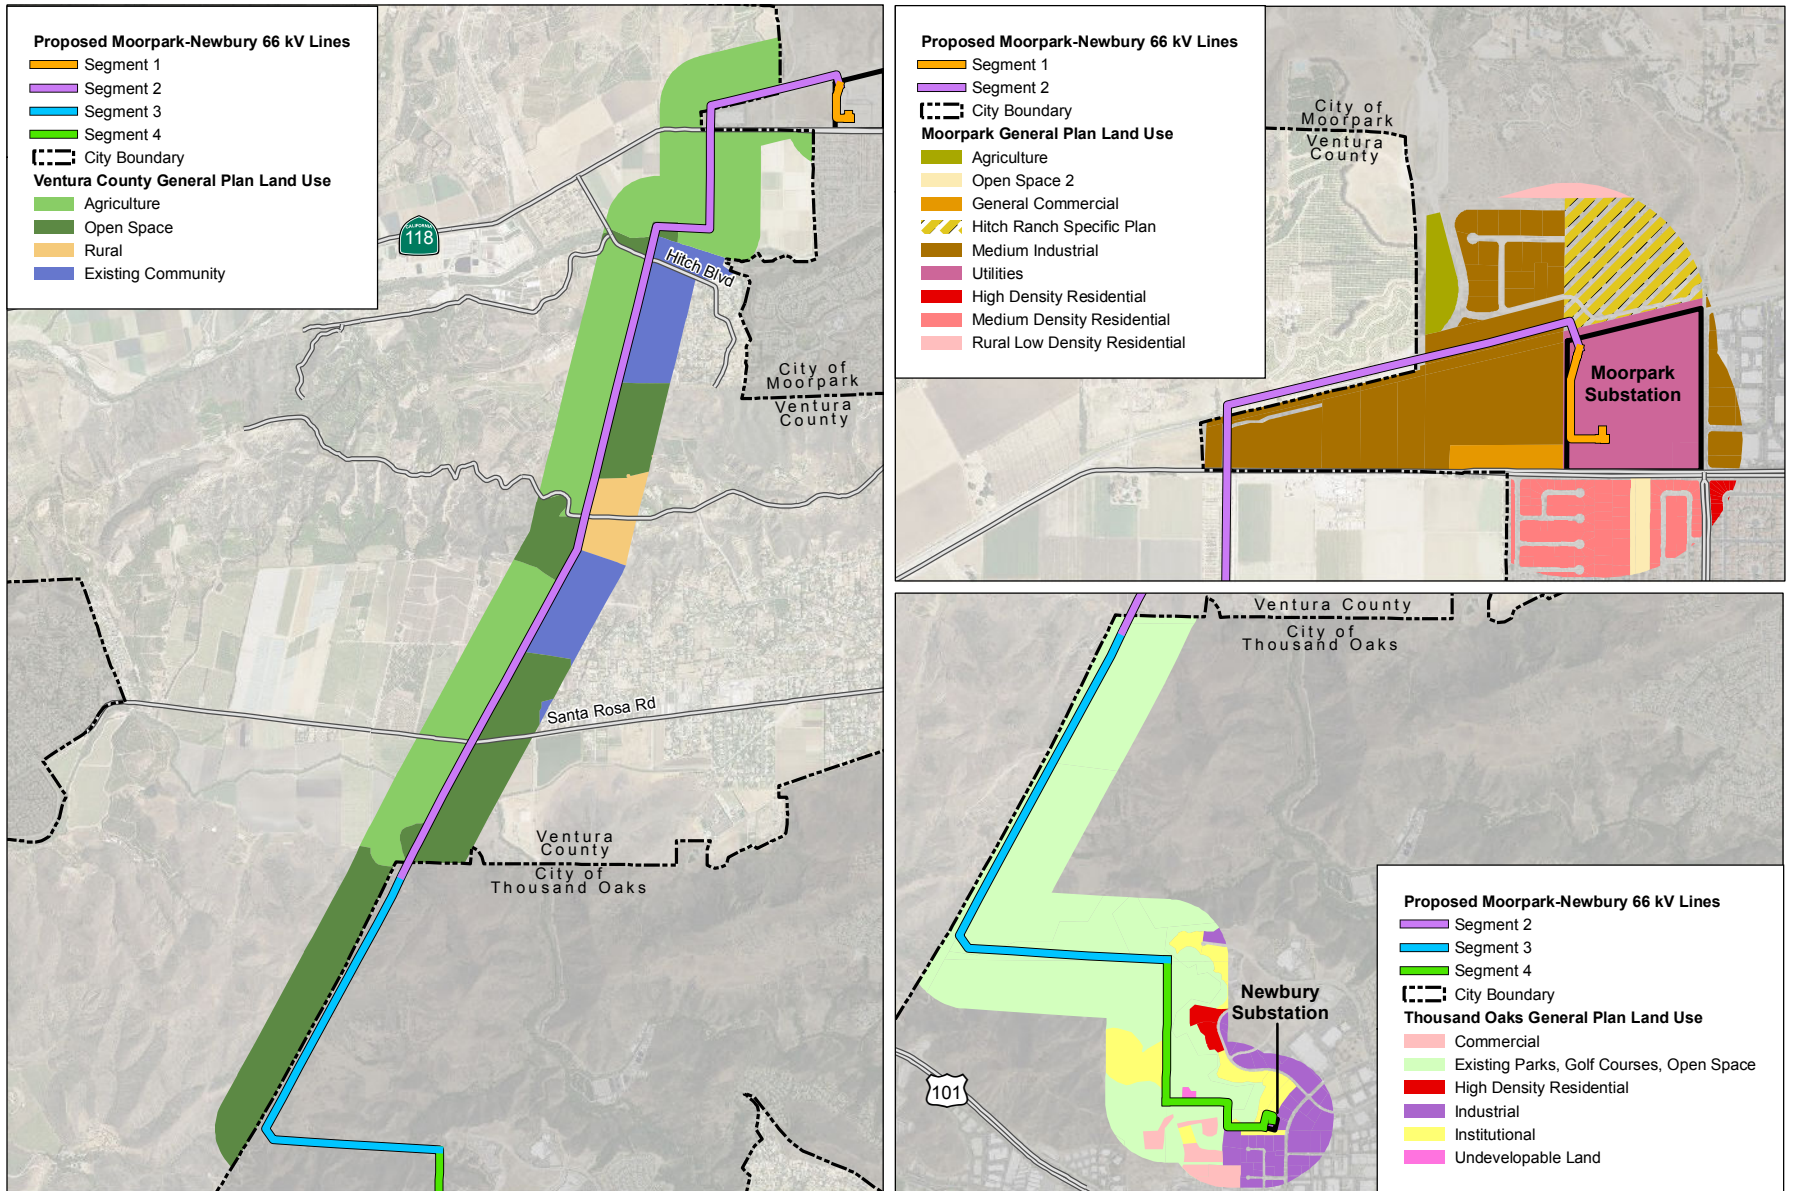 Proposed Moorpark-Newbury 66 kV Lines
Segment 1
Segment 2
Segment 3
Segment 4
City Boundary
Ventura County General Plan Land Use
Agriculture
Open Space
Rural
Existing Community
CALIFORNIA
118
Hitch Blvd
City of
Moorpark
Ventura
County
Santa Rosa Rd
Ventura
County
City of
Thousand Oaks
Proposed Moorpark-Newbury 66 kV Lines
Segment 1
Segment 2
City Boundary
Moorpark General Plan Land Use
Agriculture
Open Space 2
General Commercial
Hitch Ranch Specific Plan
Medium Industrial
Utilities
High Density Residential
Medium Density Residential
Rural Low Density Residential
City of
Moorpark
Ventura
County
Moorpark
Substation
Ventura County
City of
Thousand Oaks
Newbury
Substation
101
Proposed Moorpark-Newbury 66 kV Lines
Segment 2
Segment 3
Segment 4
City Boundary
Thousand Oaks General Plan Land Use
Commercial
Existing Parks, Golf Courses, Open Space
High Density Residential
Industrial
Institutional
Undevelopable Land